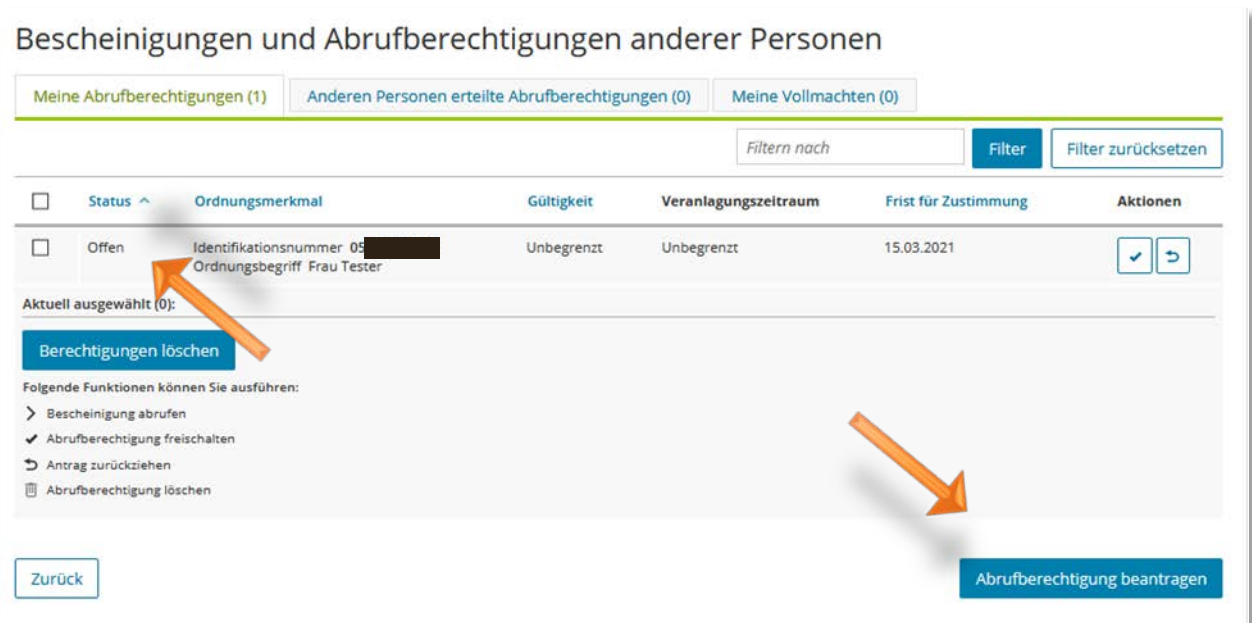 Bescheinigungen und Abrufberechtigungen anderer Personen
Meine Abrufberechtigungen (1) Anderen Personen erteilte Abrufberechtigungen (0) Meine Vollmachten (0)
Filtern nach Filter Filter zurücksetzen
Status Ordnungsmerkmal Gültigkeit Veranlagungszeitraum Frist für Zustimmung Aktionen
Offen Identifikationsnummer 05 Unbegrenzt Unbegrenzt 15.03.2021
Ordnungsbegriff Frau Tester
Aktuell ausgewählt (0):
Berechtigungen löschen
Folgende Funktionen können Sie ausführen:
Bescheinigung abrufen
Abrufberechtigung freischalten
Antrag zurückziehen
Abrufberechtigung löschen
Zurück Abrufberechtigung beantragen